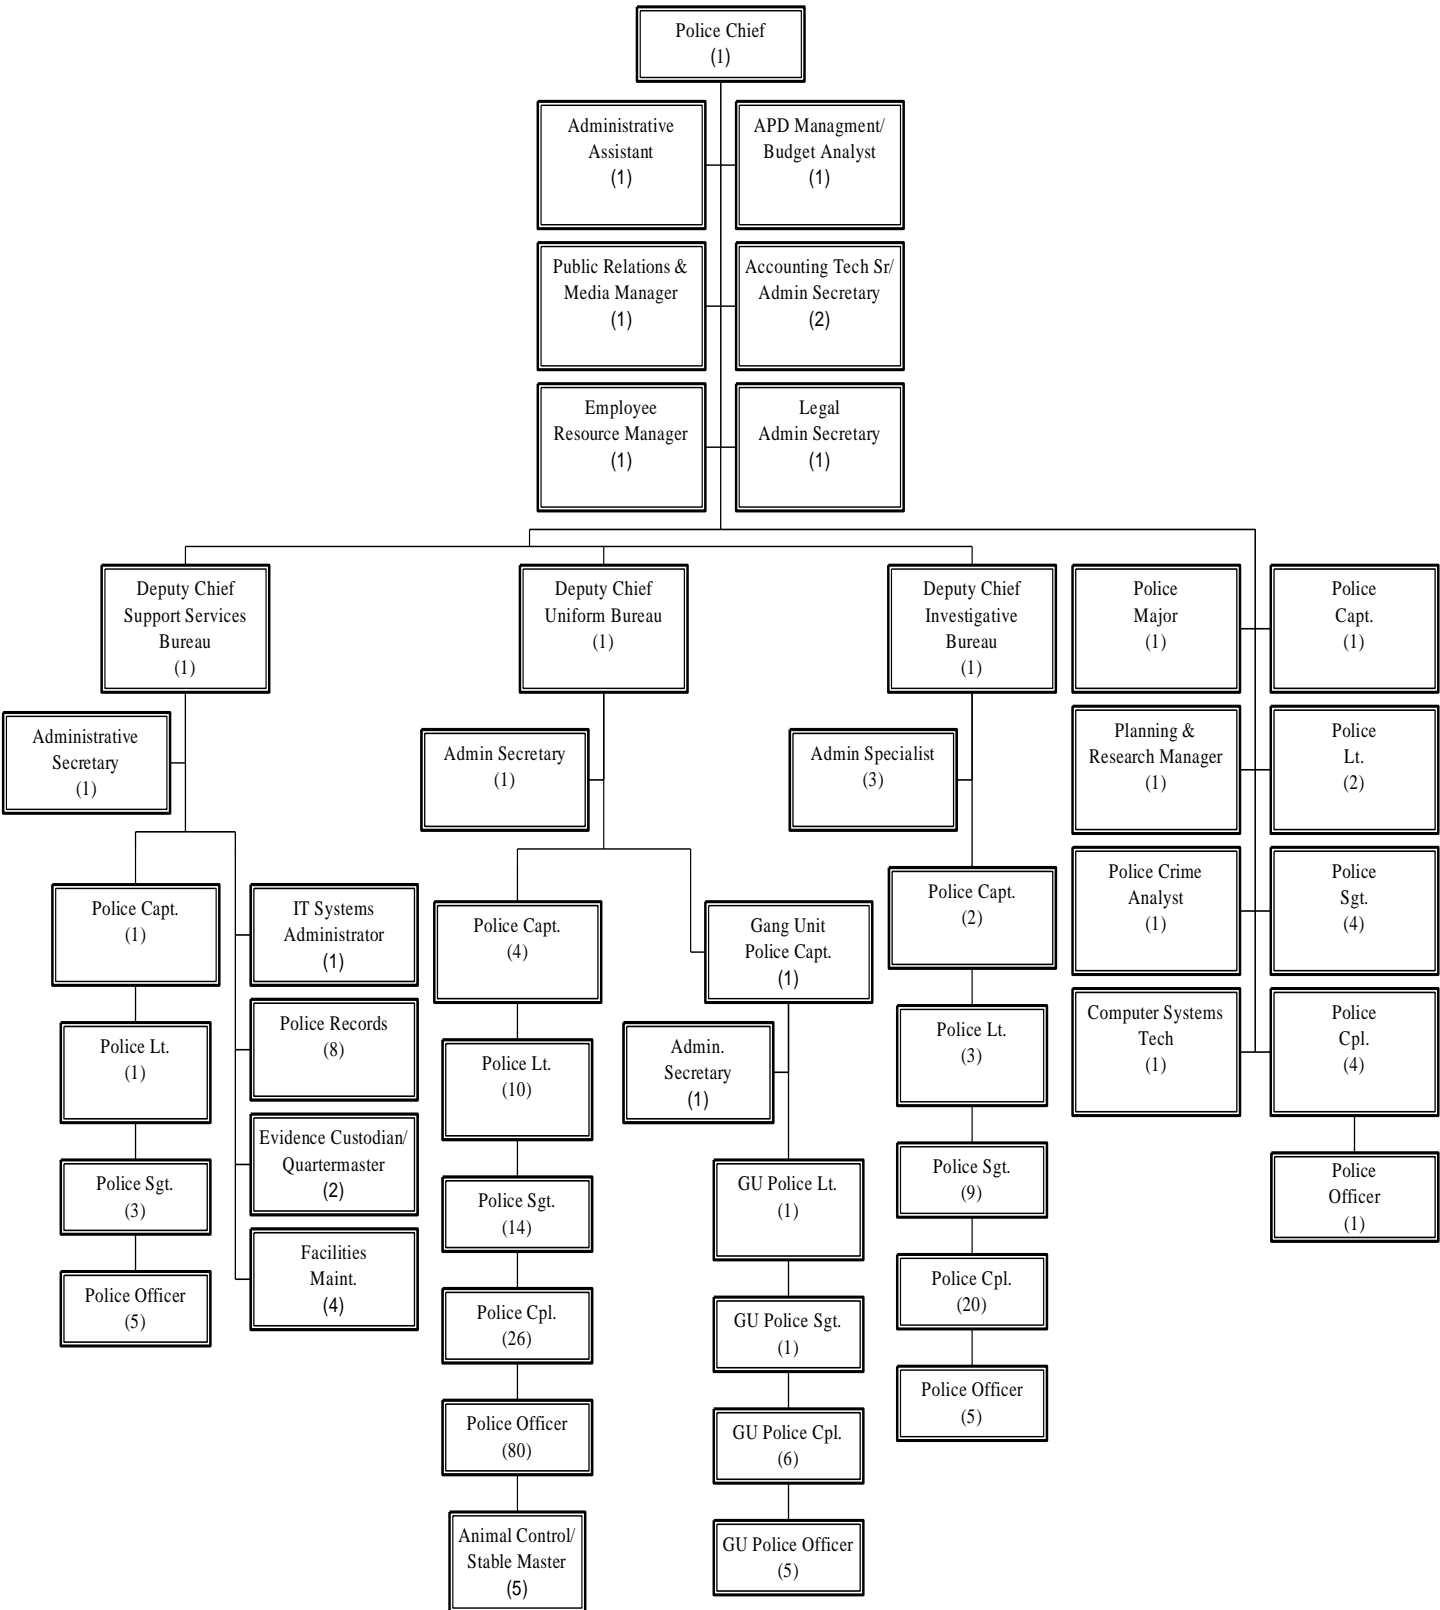 Police Chief
(1)
Administrative
Assistant
(1)
APD Managment/
Budget Analyst
(1)
Public Relations &
Media Manager
(1)
Accounting Tech Sr/
Admin Secretary
(2)
Employee
Resource Manager
(1)
Legal
Admin Secretary
(1)
Deputy Chief
Support Services
Bureau
(1)
Administrative
Secretary
(1)
Police Capt.
(1)
Police Lt.
(1)
Police Sgt.
(3)
Police Officer
(5)
IT Systems
Administrator
(1)
Police Records
(8)
Evidence Custodian/
Quartermaster
(2)
Facilities
Maint.
(4)
Deputy Chief
Uniform Bureau
(1)
Admin Secretary
(1)
Police Capt.
(4)
Police Lt.
(10)
Police Sgt.
(14)
Police Cpl.
(26)
Police Officer
(80)
Animal Control/
Stable Master
(5)
Gang Unit
Police Capt.
(1)
Admin.
Secretary
(1)
GU Police Lt.
(1)
GU Police Sgt.
(1)
GU Police Cpl.
(6)
GU Police Officer
(5)
Deputy Chief
Investigative
Bureau
(1)
Admin Specialist
(3)
Police Capt.
(2)
Police Lt.
(3)
Police Sgt.
(9)
Police Cpl.
(20)
Police Officer
(5)
Police
Major
(1)
Police
Capt.
(1)
Planning &
Research Manager
(1)
Police
Lt.
(2)
Police Crime
Analyst
(1)
Police
Sgt.
(4)
Computer Systems
Tech
(1)
Police
Cpl.
(4)
Police
Officer
(1)